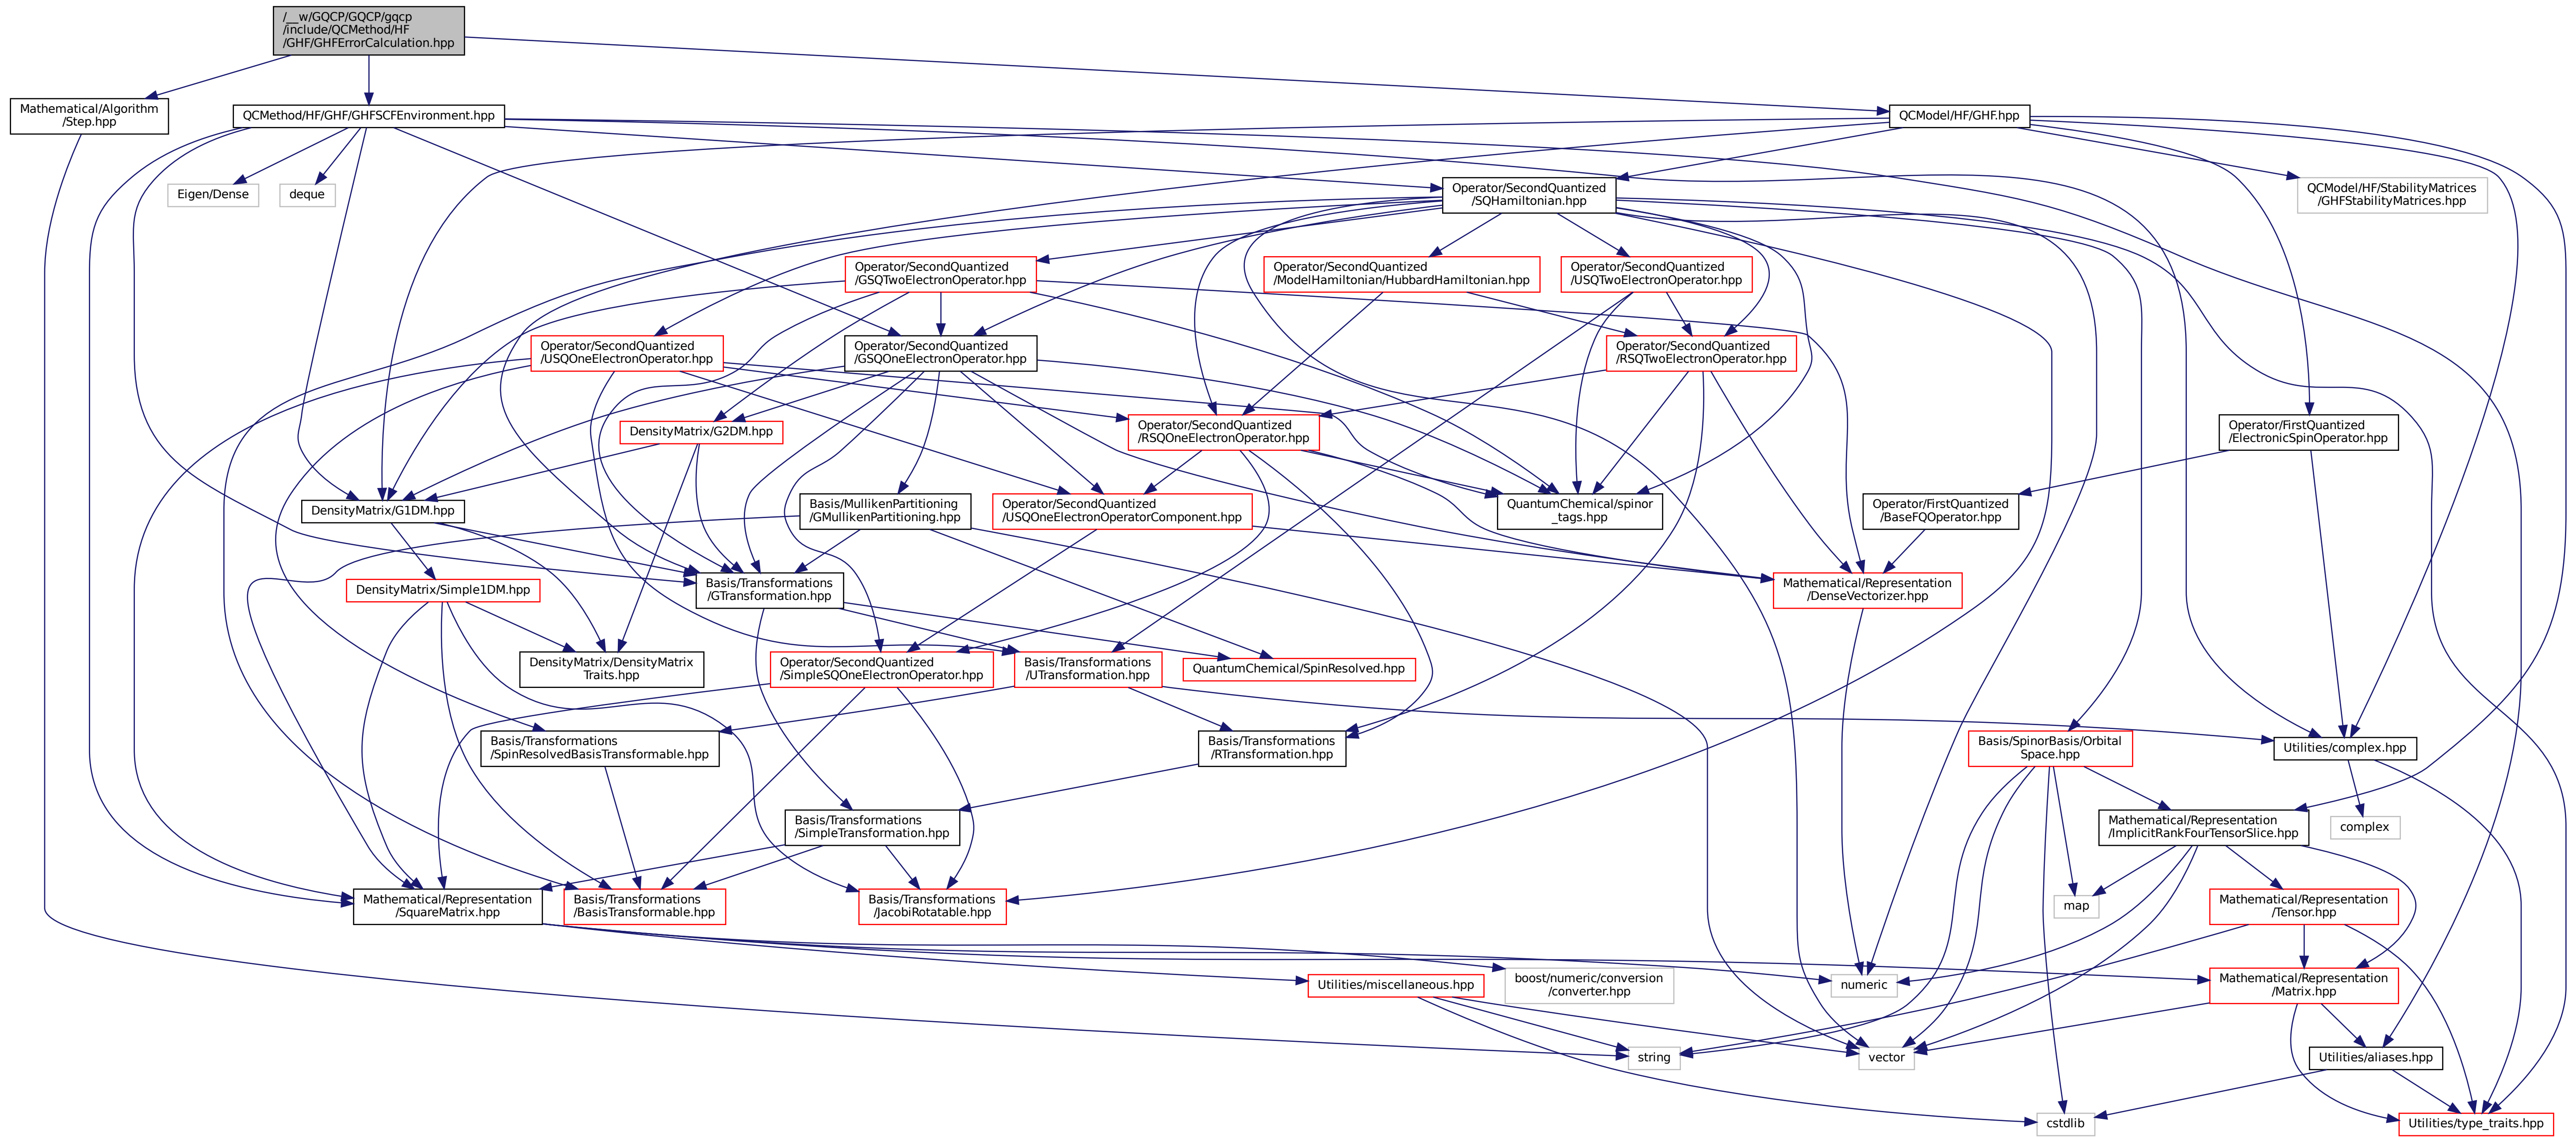 /__w/GQCP/GQCP/gqcp
/include/QCMethod/HF
/GHF/GHFErrorCalculation.hpp
Mathematical/Algorithm
/Step.hpp
QCMethod/HF/GHF/GHFSCFEnvironment.hpp
QCModel/HF/GHF.hpp
Eigen/Dense
deque
Operator/SecondQuantized
/SQHamiltonian.hpp
QCModel/HF/StabilityMatrices
/GHFStabilityMatrices.hpp
Operator/SecondQuantized
/GSQTwoElectronOperator.hpp
Operator/SecondQuantized
/ModelHamiltonian/HubbardHamiltonian.hpp
Operator/SecondQuantized
/USQTwoElectronOperator.hpp
Operator/SecondQuantized
/USQOneElectronOperator.hpp
Operator/SecondQuantized
/GSQOneElectronOperator.hpp
Operator/SecondQuantized
/RSQTwoElectronOperator.hpp
DensityMatrix/G2DM.hpp
Operator/SecondQuantized
/RSQOneElectronOperator.hpp
Operator/FirstQuantized
/ElectronicSpinOperator.hpp
DensityMatrix/G1DM.hpp
Basis/MullikenPartitioning
/GMullikenPartitioning.hpp
Operator/SecondQuantized
/USQOneElectronOperatorComponent.hpp
QuantumChemical/spinor
_tags.hpp
Operator/FirstQuantized
/BaseFQOperator.hpp
DensityMatrix/Simple1DM.hpp
Basis/Transformations
/GTransformation.hpp
Mathematical/Representation
/DenseVectorizer.hpp
DensityMatrix/DensityMatrix
Traits.hpp
Operator/SecondQuantized
/SimpleSQOneElectronOperator.hpp
Basis/Transformations
/UTransformation.hpp
QuantumChemical/SpinResolved.hpp
Basis/Transformations
/SpinResolvedBasisTransformable.hpp
Basis/Transformations
/RTransformation.hpp
Basis/SpinorBasis/Orbital
Space.hpp
Utilities/complex.hpp
Basis/Transformations
/SimpleTransformation.hpp
Mathematical/Representation
/ImplicitRankFourTensorSlice.hpp
complex
Mathematical/Representation
/SquareMatrix.hpp
Basis/Transformations
/BasisTransformable.hpp
Basis/Transformations
/JacobiRotatable.hpp
map
Mathematical/Representation
/Tensor.hpp
Utilities/miscellaneous.hpp
boost/numeric/conversion
/converter.hpp
numeric
Mathematical/Representation
/Matrix.hpp
string
vector
Utilities/aliases.hpp
cstdlib
Utilities/type_traits.hpp